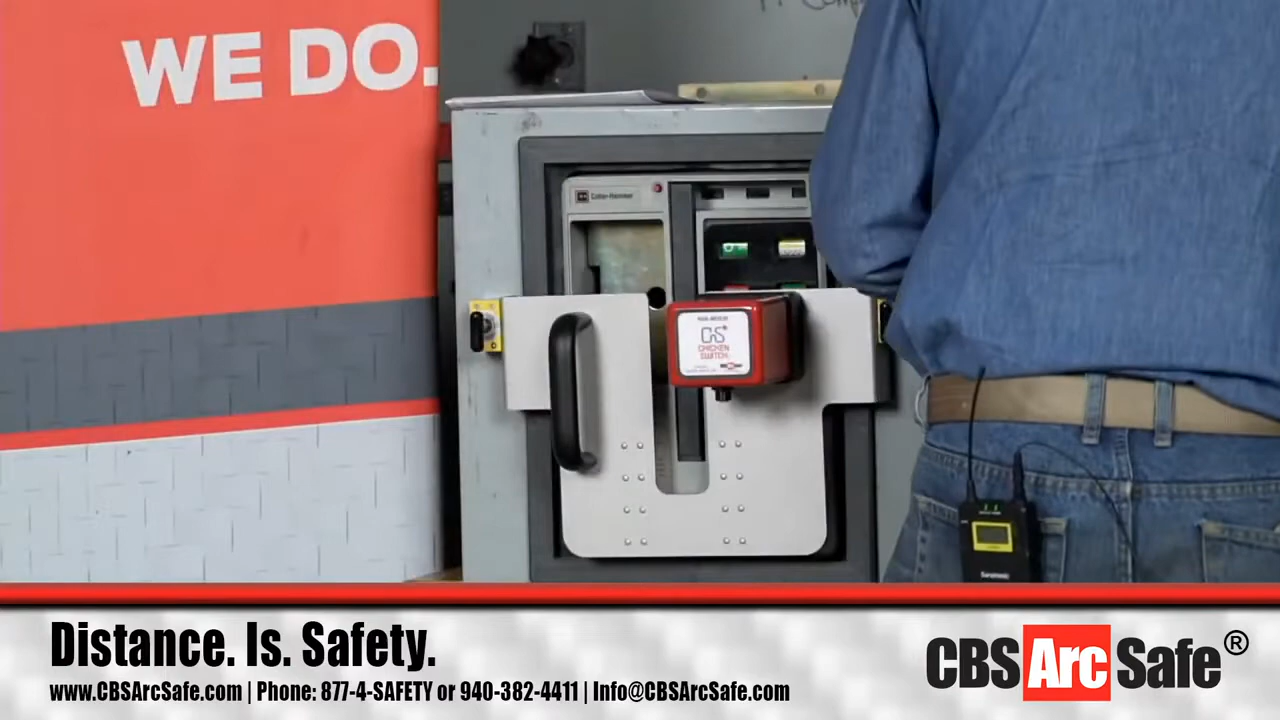 WE DO.
Cutler-Hammer
CHICKEN
SWITCH
Saramonic
Distance. Is. Safety.
www.CBSArcSafe.com | Phone: 877-4-SAFETY or 940-382-4411 | Info@CBSArcSafe.com
CBS Arc Safe®